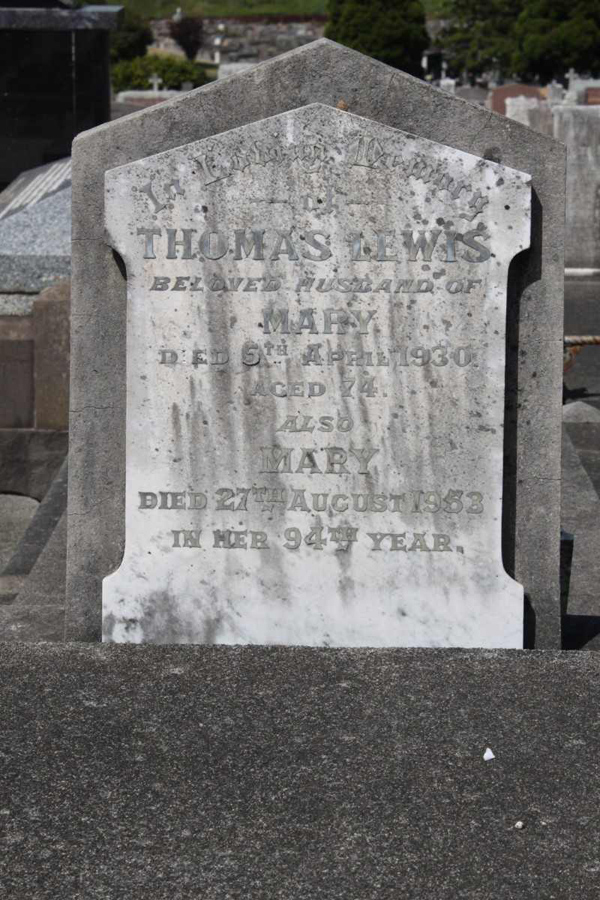 In Loving Memory
of
THOMAS LEWIS
BELOVED HUSBAND OF
MARY
DIED 5TH APRIL 1930.
AGED 74.
ALSO
MARY
DIED 27TH AUGUST 1953
IN HER 94TH YEAR.